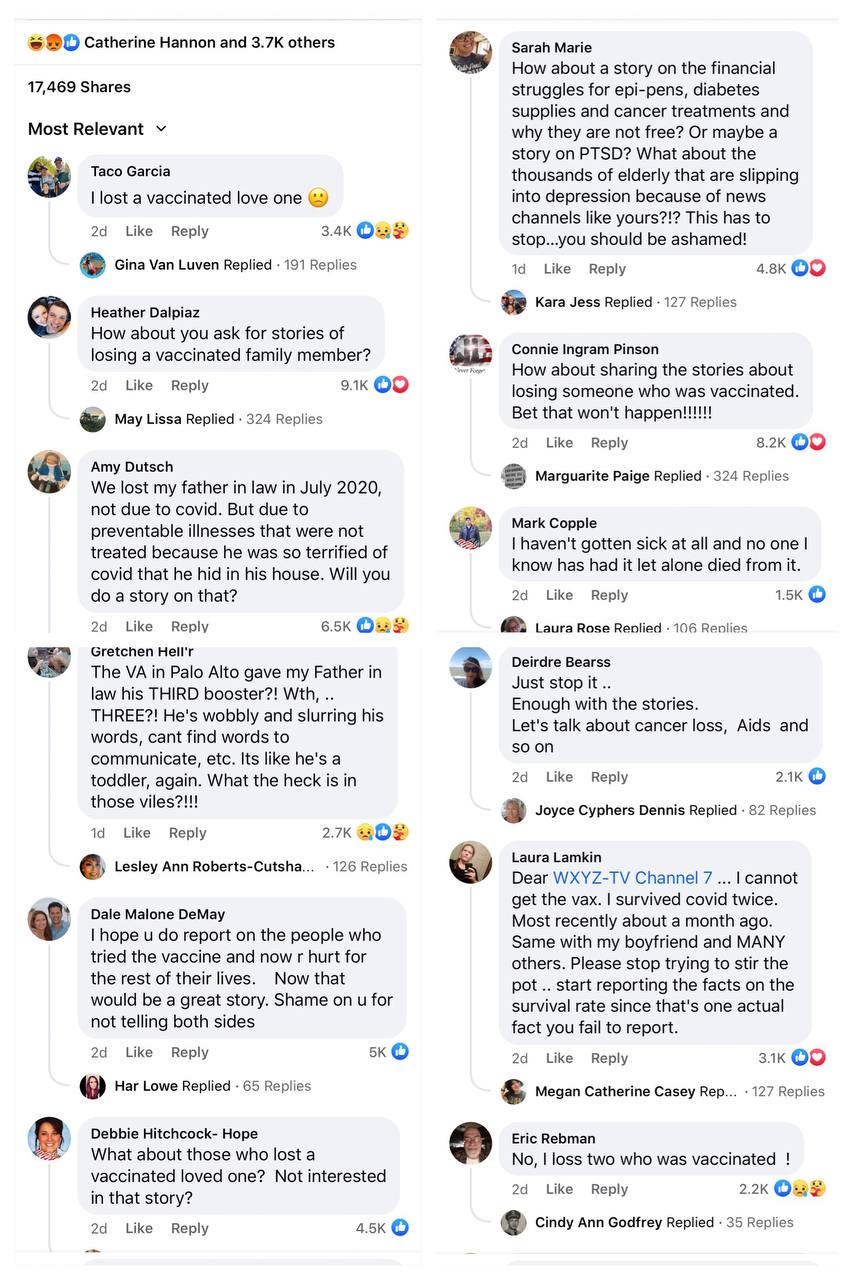 Catherine Hannon and 3.7K others
17,469 Shares
Most Relevant
Taco Garcia
I lost a vaccinated love one
2d Like Reply 3.4K
Gina Van Luven Replied · 191 Replies
Heather Dalpiaz
How about you ask for stories of
losing a vaccinated family member?
2d Like Reply 9.1K
May Lissa Replied · 324 Replies
Amy Dutsch
We lost my father in law in July 2020,
not due to covid. But due to
preventable illnesses that were not
treated because he was so terrified of
covid that he hid in his house. Will you
do a story on that?
2d Like Reply 6.5K
Gretchen Hell'r
The VA in Palo Alto gave my Father in
law his THIRD booster?! Wth, ..
THREE?! He's wobbly and slurring his
words, cant find words to
communicate, etc. Its like he's a
toddler, again. What the heck is in
those viles?!!!
1d Like Reply 2.7K
Lesley Ann Roberts-Cutsha... · 126 Replies
Dale Malone DeMay
I hope u do report on the people who
tried the vaccine and now r hurt for
the rest of their lives. Now that
would be a great story. Shame on u for
not telling both sides
2d Like Reply 5K
Har Lowe Replied · 65 Replies
Debbie Hitchcock- Hope
What about those who lost a
vaccinated loved one? Not interested
in that story?
2d Like Reply 4.5K
Sarah Marie
How about a story on the financial
struggles for epi-pens, diabetes
supplies and cancer treatments and
why they are not free? Or maybe a
story on PTSD? What about the
thousands of elderly that are slipping
into depression because of news
channels like yours?!? This has to
stop...you should be ashamed!
1d Like Reply 4.8K
Kara Jess Replied · 127 Replies
Connie Ingram Pinson
How about sharing the stories about
losing someone who was vaccinated.
Bet that won't happen!!!!!!
2d Like Reply 8.2K
Marguarite Paige Replied · 324 Replies
Mark Copple
I haven't gotten sick at all and no one I
know has had it let alone died from it.
2d Like Reply 1.5K
Laura Rose Replied · 106 Replies
Deirdre Bearss
Just stop it ..
Enough with the stories.
Let's talk about cancer loss, Aids and
so on
2d Like Reply 2.1K
Joyce Cyphers Dennis Replied · 82 Replies
Laura Lamkin
Dear WXYZ-TV Channel 7 ... I cannot
get the vax. I survived covid twice.
Most recently about a month ago.
Same with my boyfriend and MANY
others. Please stop trying to stir the
pot .. start reporting the facts on the
survival rate since that's one actual
fact you fail to report.
2d Like Reply 3.1K
Megan Catherine Casey Rep... · 127 Replies
Eric Rebman
No, I loss two who was vaccinated !
2d Like Reply 2.2K
Cindy Ann Godfrey Replied · 35 Replies